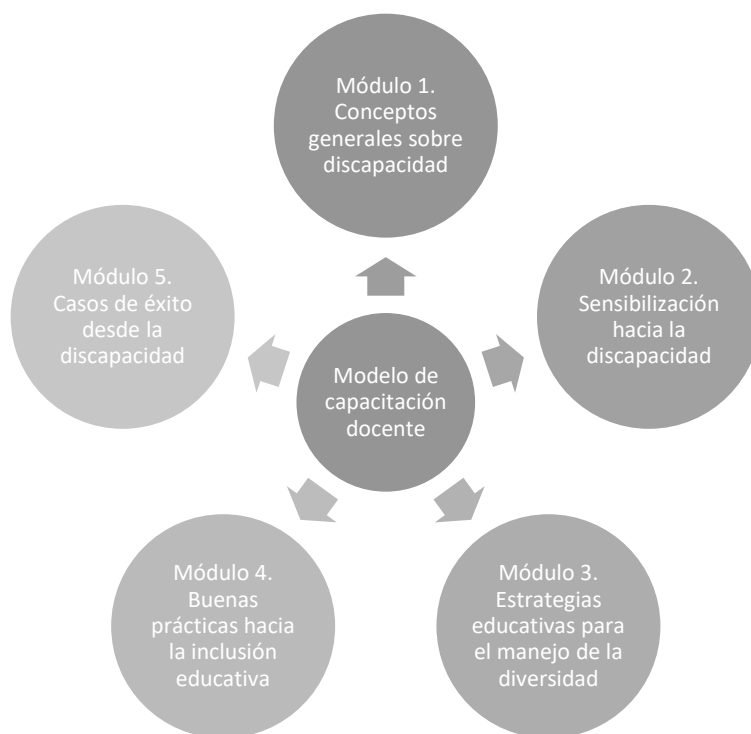 Módulo 1.
Conceptos
generales sobre
discapacidad
Módulo 2.
Sensibilización
hacia la
discapacidad
Módulo 3.
Estrategias
educativas para
el manejo de la
diversidad
Módulo 4.
Buenas
prácticas hacia
la inclusión
educativa
Módulo 5.
Casos de éxito
desde la
discapacidad
Modelo de
capacitación
docente